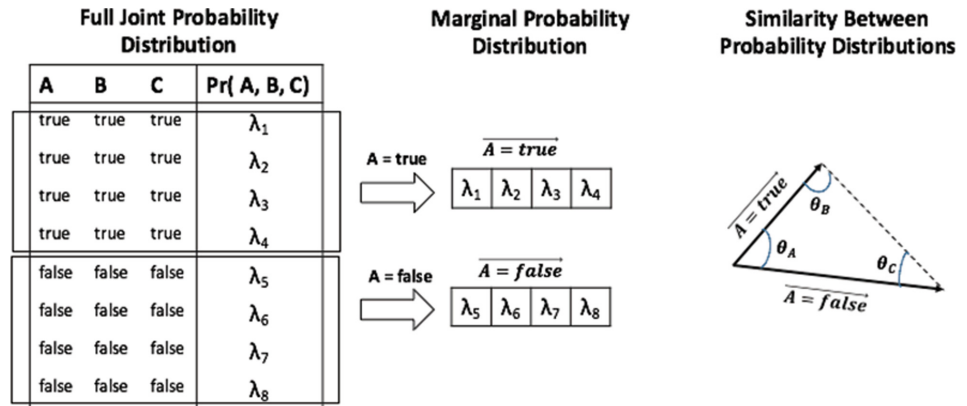 Full Joint Probability
Distribution
A B C Pr( A, B, C)
true true true λ1
true true true λ2
true true true λ3
true true true λ4
false false false λ5
false false false λ6
false false false λ7
false false false λ8
Marginal Probability
Distribution
A = true
A = true
λ1 λ2 λ3 λ4
A = false
A = false
λ5 λ6 λ7 λ8
Similarity Between
Probability Distributions
A = true
θB
θA
θC
A = false